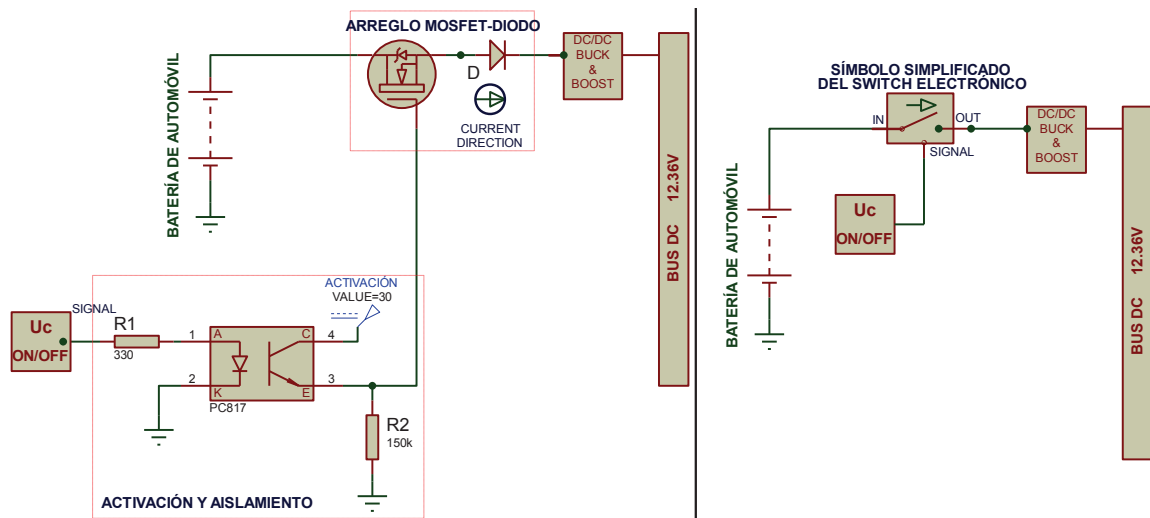 ARREGLO MOSFET-DIODO
DC/DC
BUCK
&
BOOST
D
CURRENT
DIRECTION
BATERÍA DE AUTOMÓVIL
BUS DC 12.36V
ACTIVACIÓN
VALUE=30
SIGNAL
Uc
ON/OFF
R1
330
1
A
C
4
2
K
E
3
PC817
R2
150k
ACTIVACIÓN Y AISLAMIENTO
SÍMBOLO SIMPLIFICADO
DEL SWITCH ELECTRÓNICO
IN
OUT
SIGNAL
DC/DC
BUCK
&
BOOST
Uc
ON/OFF
BATERÍA DE AUTOMÓVIL
BUS DC 12.36V